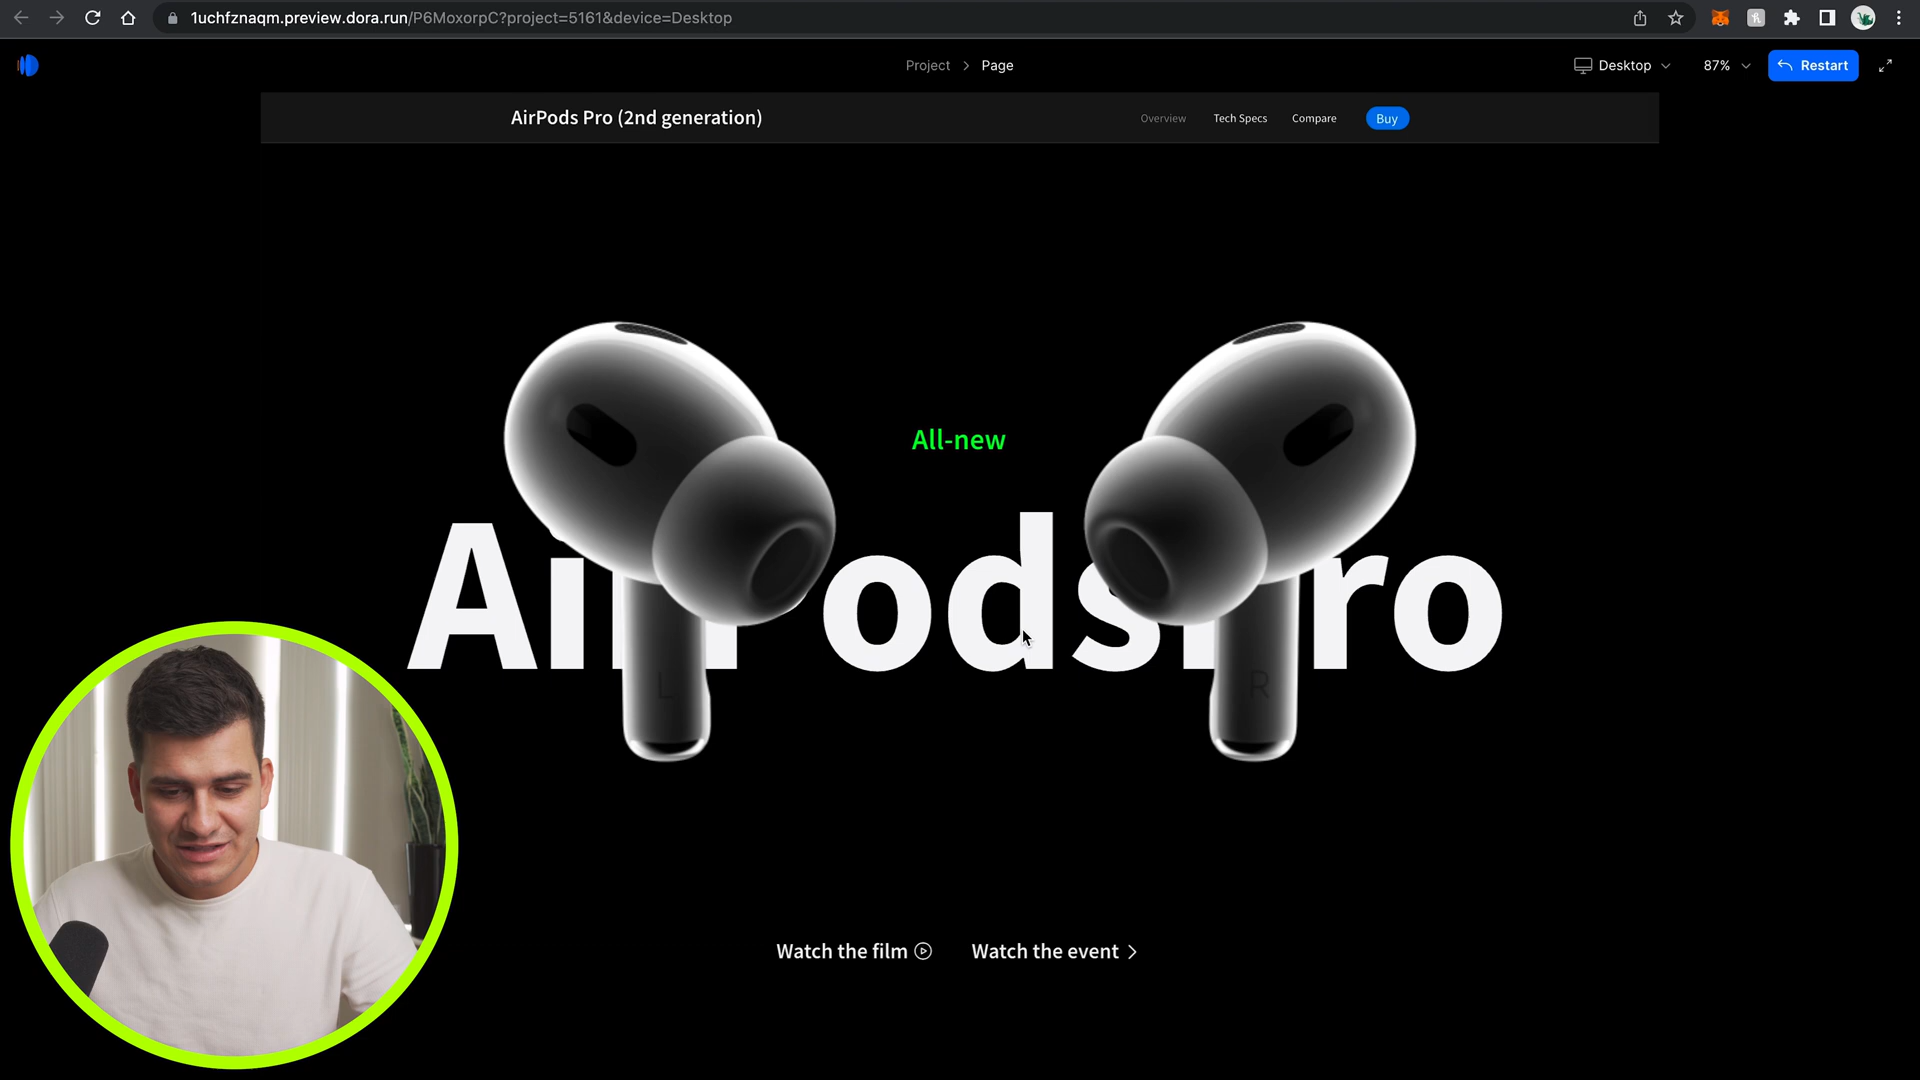 1uchfznaqm.preview.dora.run/P6MoxorpC?project=5161&device=Desktop
Project > Page
Desktop
87%
Restart
AirPods Pro (2nd generation)
Overview
Tech Specs
Compare
Buy
All-new
AirPods Pro
L
R
Watch the film
Watch the event >